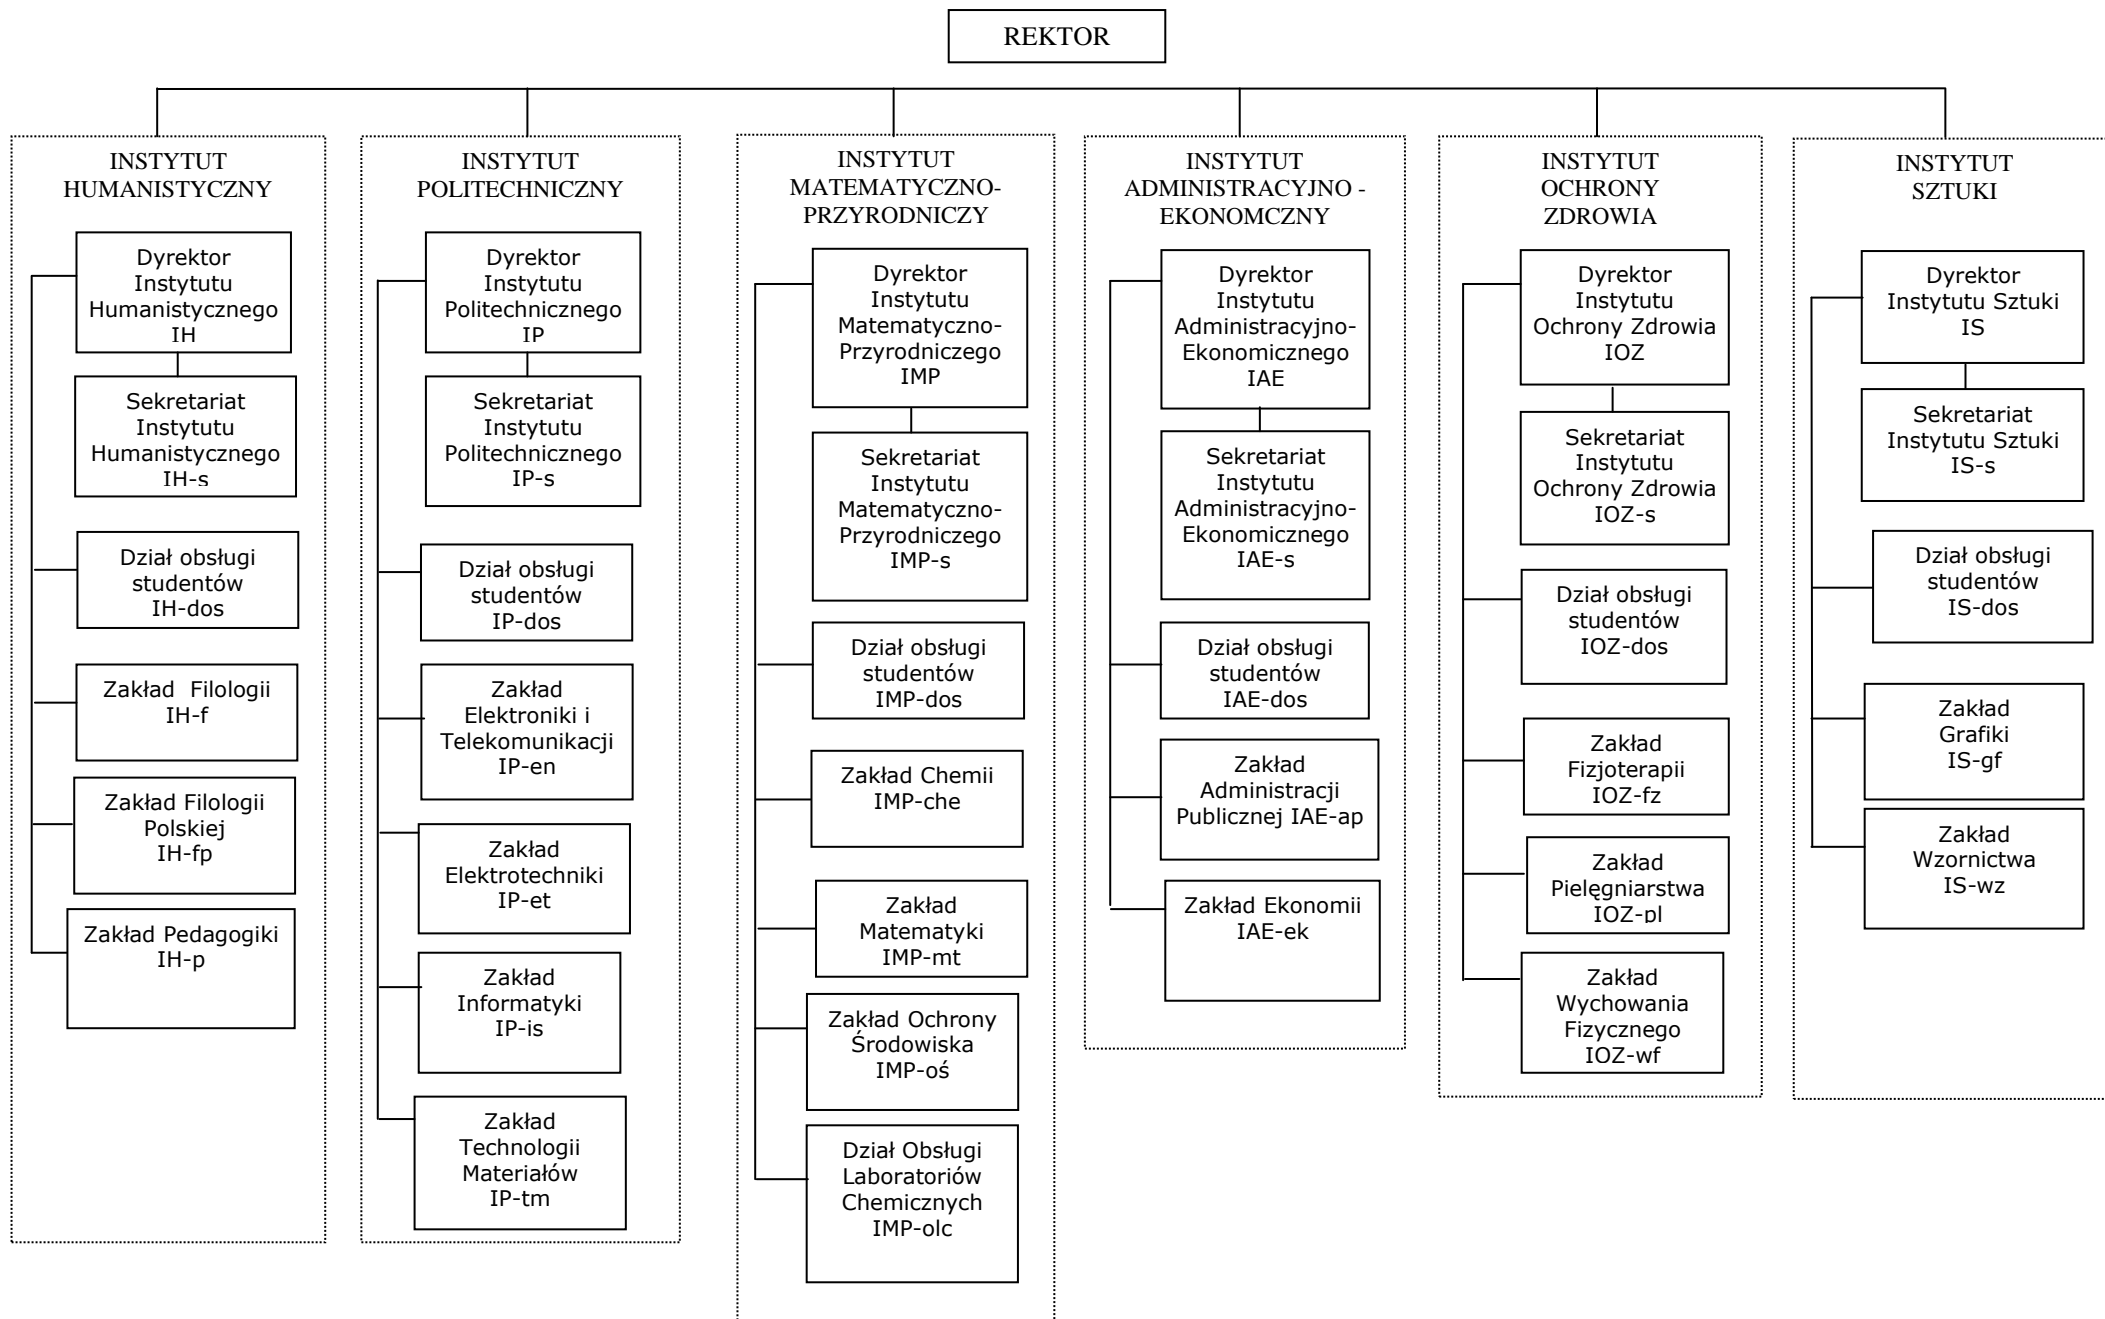 REKTOR
INSTYTUT
HUMANISTYCZNY
Dyrektor
Instytutu
Humanistycznego
IH
Sekretariat
Instytutu
Humanistycznego
IH-s
Dział obsługi
studentów
IH-dos
Zakład  Filologii
IH-f
Zakład Filologii
Polskiej
IH-fp
Zakład Pedagogiki
IH-p
INSTYTUT
POLITECHNICZNY
Dyrektor
Instytutu
Politechnicznego
IP
Sekretariat
Instytutu
Politechnicznego
IP-s
Dział obsługi
studentów
IP-dos
Zakład
Elektroniki i
Telekomunikacji
IP-en
Zakład
Elektrotechniki
IP-et
Zakład
Informatyki
IP-is
Zakład
Technologii
Materiałów
IP-tm
INSTYTUT
MATEMATYCZNO-
PRZYRODNICZY
Dyrektor
Instytutu
Matematyczno-
Przyrodniczego
IMP
Sekretariat
Instytutu
Matematyczno-
Przyrodniczego
IMP-s
Dział obsługi
studentów
IMP-dos
Zakład Chemii
IMP-che
Zakład
Matematyki
IMP-mt
Zakład Ochrony
Środowiska
IMP-oś
Dział Obsługi
Laboratoriów
Chemicznych
IMP-olc
INSTYTUT
ADMINISTRACYJNO -
EKONOMCZNY
Dyrektor
Instytutu
Administracyjno-
Ekonomicznego
IAE
Sekretariat
Instytutu
Administracyjno-
Ekonomicznego
IAE-s
Dział obsługi
studentów
IAE-dos
Zakład
Administracji
Publicznej IAE-ap
Zakład Ekonomii
IAE-ek
INSTYTUT
OCHRONY
ZDROWIA
Dyrektor
Instytutu
Ochrony Zdrowia
IOZ
Sekretariat
Instytutu
Ochrony Zdrowia
IOZ-s
Dział obsługi
studentów
IOZ-dos
Zakład
Fizjoterapii
IOZ-fz
Zakład
Pielęgniarstwa
IOZ-pl
Zakład
Wychowania
Fizycznego
IOZ-wf
INSTYTUT
SZTUKI
Dyrektor
Instytutu Sztuki
IS
Sekretariat
Instytutu Sztuki
IS-s
Dział obsługi
studentów
IS-dos
Zakład
Grafiki
IS-gf
Zakład
Wzornictwa
IS-wz